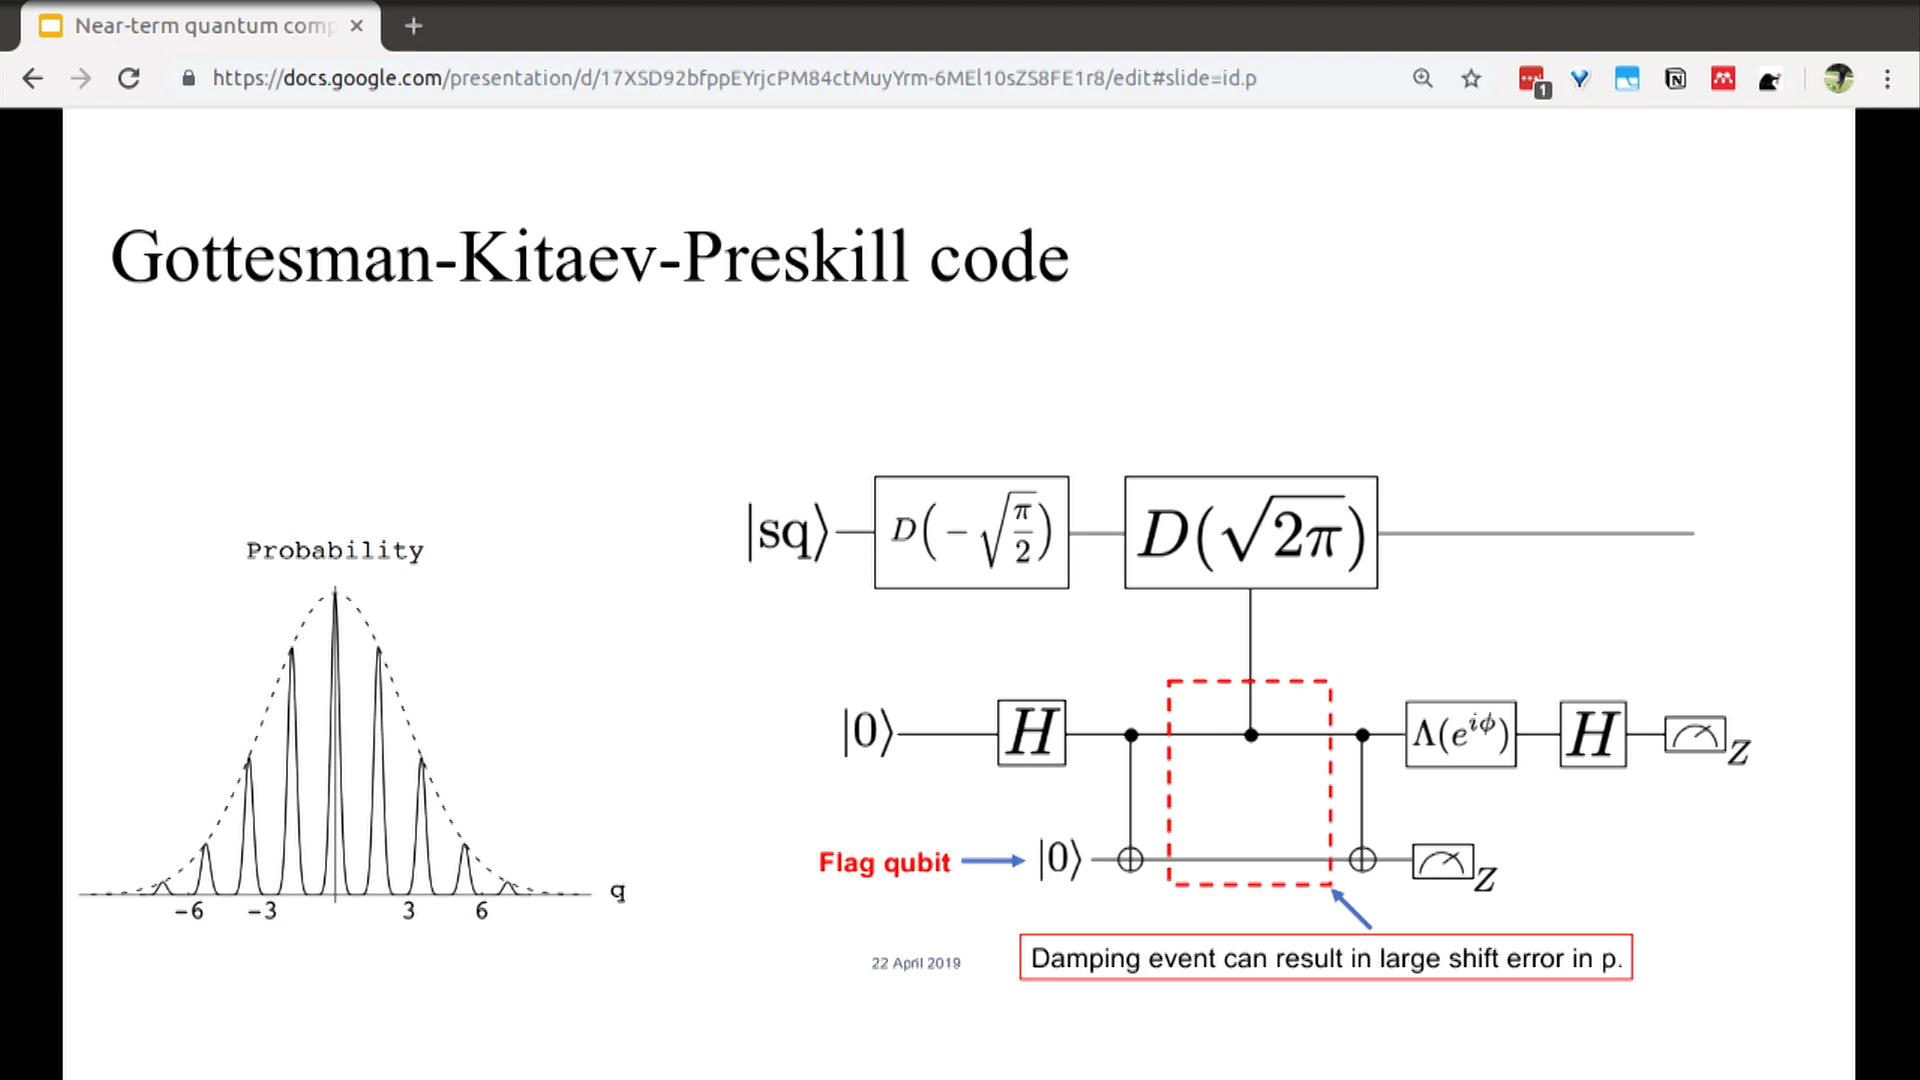 Near-term quantum comp
https://docs.google.com/presentation/d/17XSD92bfppEYrjcPM84ctMuyYrm-6MEl10sZS8FE1r8/edit#slide=id.p
1
N
Gottesman-Kitaev-Preskill code
|sq⟩ D(−√(π/2)) D(√2π)
Probability
|0⟩ H Λ(e^{iφ}) H Z
Flag qubit |0⟩ Z
q
−6 −3 3 6
22 April 2019
Damping event can result in large shift error in p.